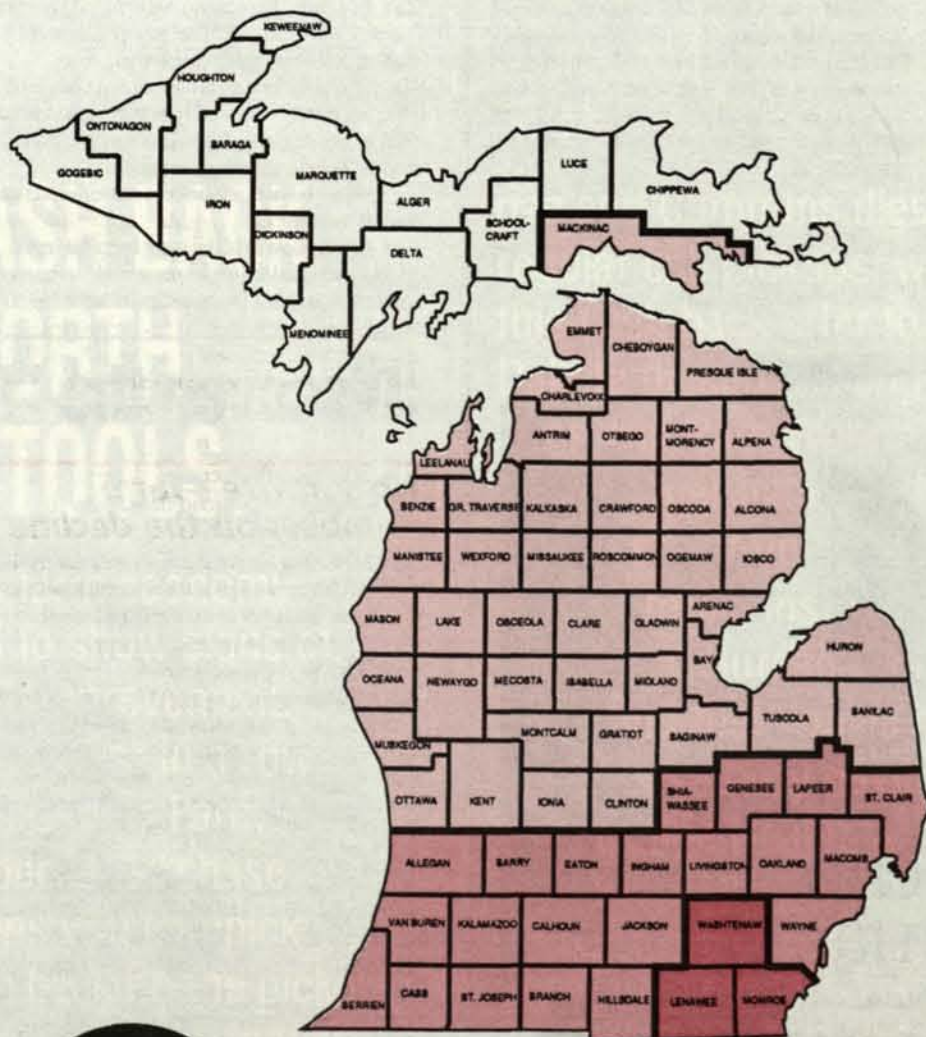 KEWEENAW
HOUGHTON
ONTONAGON
BARAGA
GOGEBIC
IRON
MARQUETTE
ALGER
LUCE
CHIPPEWA
DICKINSON
DELTA
SCHOOL-
CRAFT
MACKINAC
MENOMINEE
EMMET
CHEBOYGAN
PRESQUE ISLE
CHARLEVOIX
ANTRIM
OTSEGO
MONT-
MORENCY
ALPENA
LEELANAU
BENZIE
GR. TRAVERSE
KALKASKA
CRAWFORD
OSCODA
ALCONA
MANISTEE
WEXFORD
MISSAUKEE
ROSCOMMON
OGEMAW
IOSCO
MASON
LAKE
OSCEOLA
CLARE
GLADWIN
ARENAC
BAY
HURON
OCEANA
NEWAYGO
MECOSTA
ISABELLA
MIDLAND
TUSCOLA
SANILAC
MUSKEGON
MONTCALM
GRATIOT
SAGINAW
OTTAWA
KENT
IONIA
CLINTON
SHIA-
WASSEE
GENESEE
LAPEER
ST. CLAIR
ALLEGAN
BARRY
EATON
INGHAM
LIVINGSTON
OAKLAND
MACOMB
VAN BUREN
KALAMAZOO
CALHOUN
JACKSON
WASHTENAW
WAYNE
BERRIEN
CASS
ST. JOSEPH
BRANCH
HILLSDALE
LENAWEE
MONROE